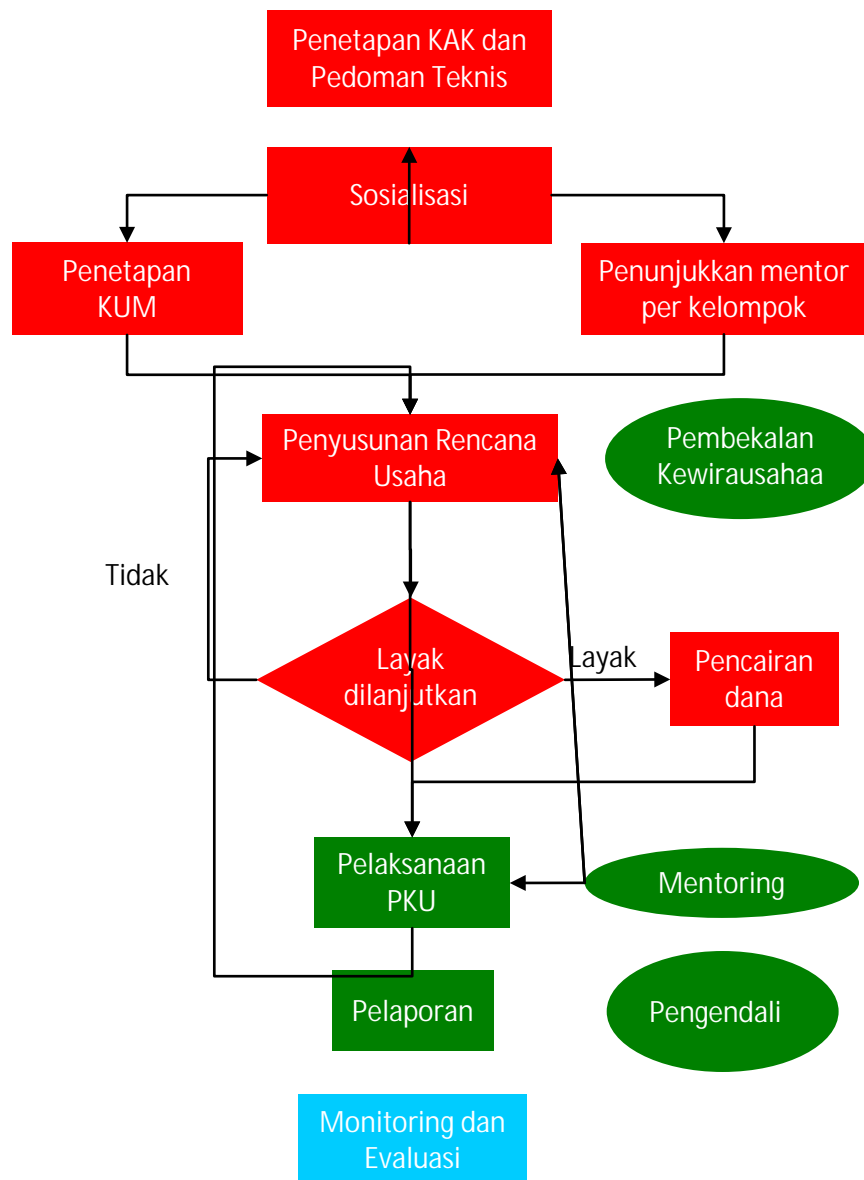 Penetapan KAK dan
Pedoman Teknis
Sosialisasi
Penetapan
KUM
Penunjukkan mentor
per kelompok
Penyusunan Rencana
Usaha
Pembekalan
Kewirausahaa
Tidak
Layak
dilanjutkan
Layak
Pencairan
dana
Pelaksanaan
PKU
Mentoring
Pelaporan
Pengendali
Monitoring dan
Evaluasi